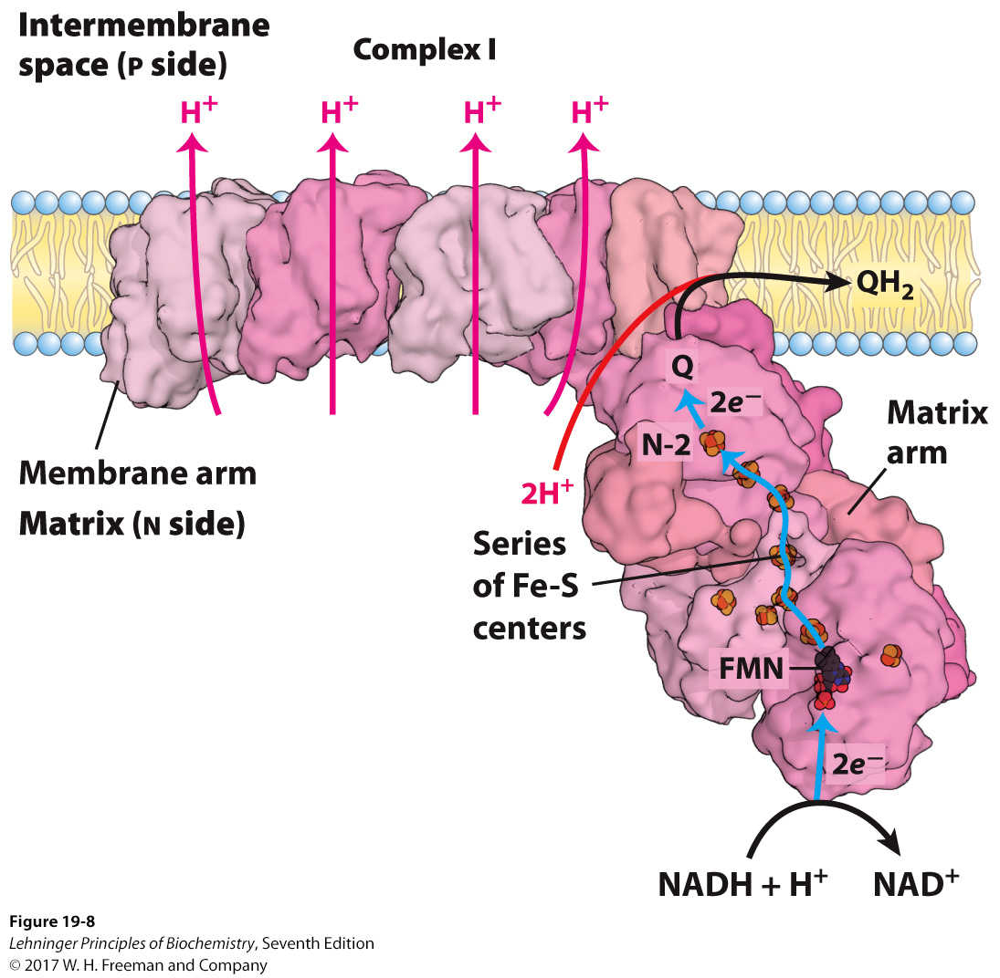 Intermembrane
space (P side)
Complex I
H⁺
H⁺
H⁺
H⁺
QH₂
Q
2e⁻
N-2
Matrix
arm
Membrane arm
2H⁺
Matrix (N side)
Series
of Fe-S
centers
FMN
2e⁻
NADH + H⁺
NAD⁺
Figure 19-8
Lehninger Principles of Biochemistry, Seventh Edition
© 2017 W. H. Freeman and Company